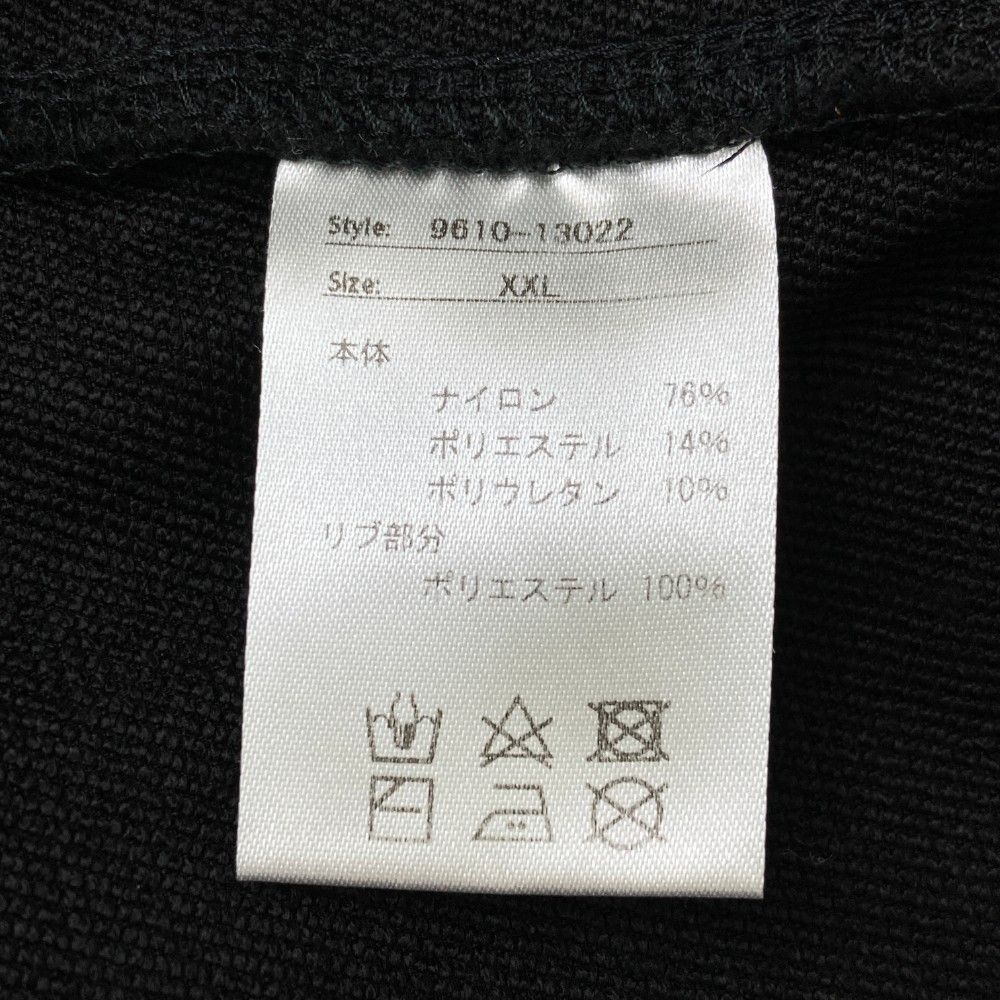 Style: 9610-13022
Size: XXL
本体
ナイロン 76%
ポリエステル 14%
ポリウレタン 10%
リブ部分
ポリエステル 100%